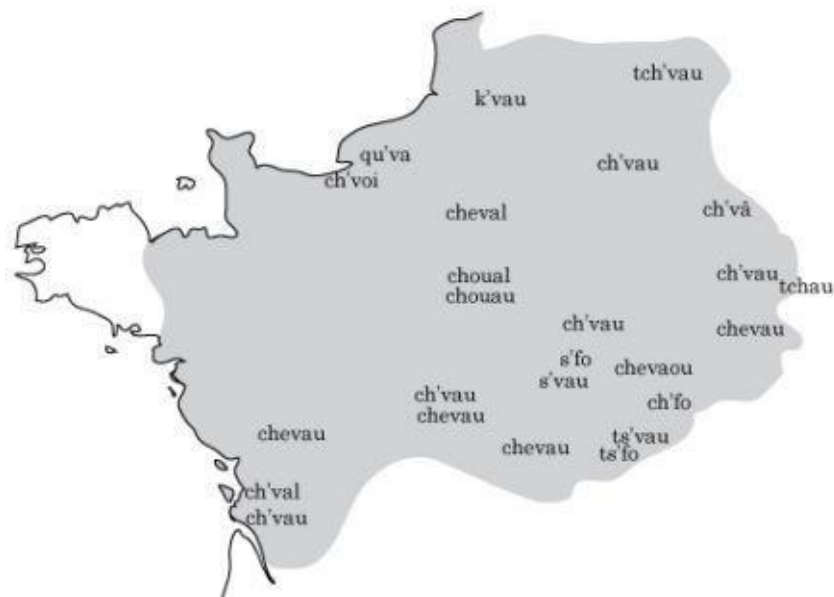 tch'vau
k'vau
qu'va
ch'vau
ch'voi
cheval
ch'vâ
choual
ch'vau
tchau
chouau
ch'vau
chevau
s'fo
chevaou
s'vau
ch'vau
ch'fo
chevau
chevau
ts'vau
chevau
ts'fo
ch'val
ch'vau